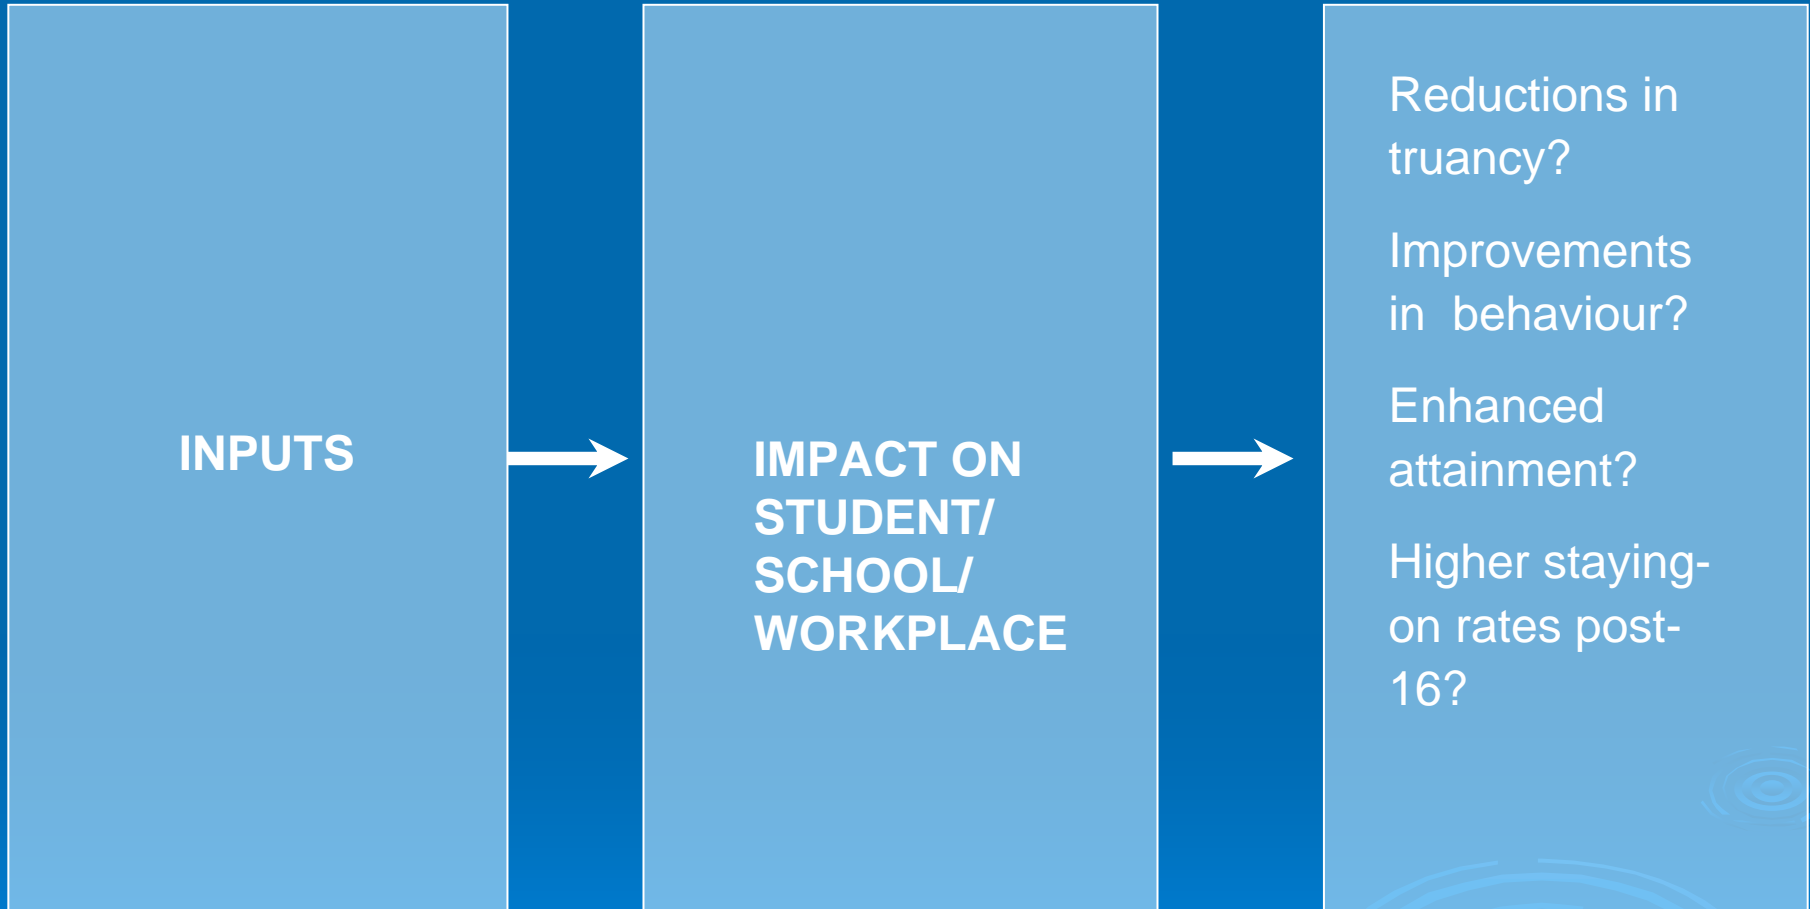 INPUTS
IMPACT ON
STUDENT/
SCHOOL/
WORKPLACE
Reductions in
truancy?
Improvements
in  behaviour?
Enhanced
attainment?
Higher staying-
on rates post-
16?